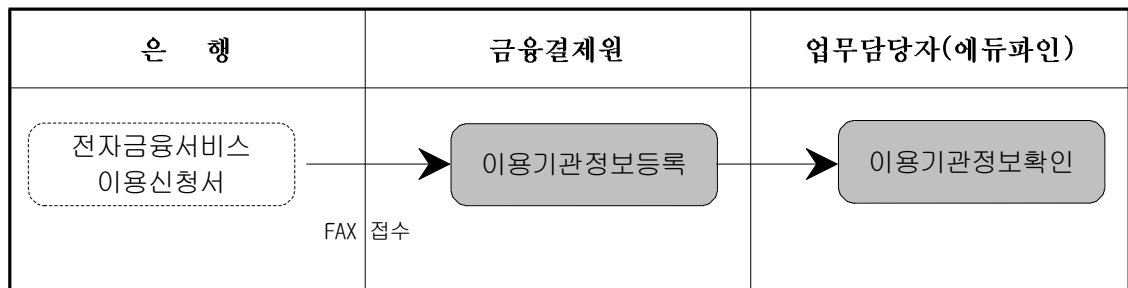 은 행
금융결제원
업무담당자(에듀파인)
전자금융서비스
이용신청서
이용기관정보등록
이용기관정보확인
FAX 접수